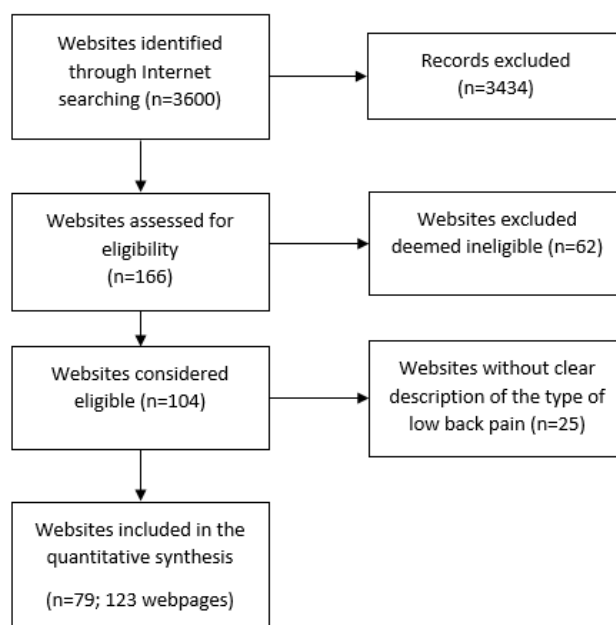 Websites identified
through Internet
searching (n=3600)
Records excluded
(n=3434)
Websites assessed for
eligibility
(n=166)
Websites excluded
deemed ineligible (n=62)
Websites considered
eligible (n=104)
Websites without clear
description of the type of
low back pain (n=25)
Websites included in the
quantitative synthesis
(n=79; 123 webpages)